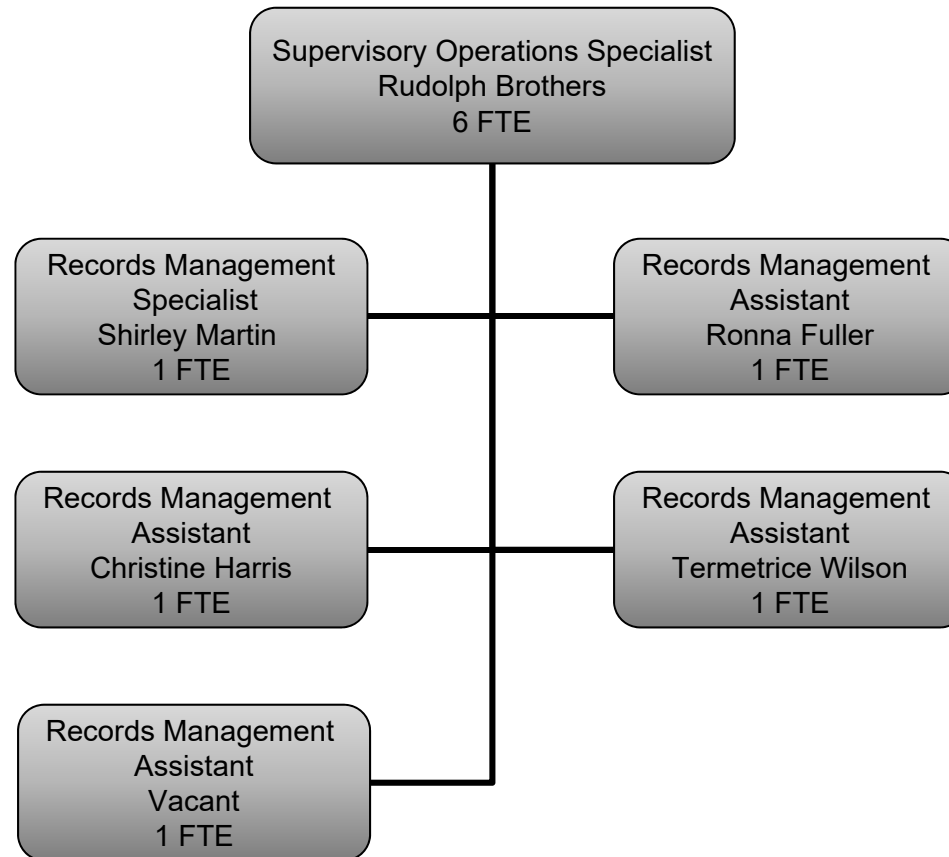 Supervisory Operations Specialist
Rudolph Brothers
6 FTE
Records Management
Specialist
Shirley Martin
1 FTE
Records Management
Assistant
Ronna Fuller
1 FTE
Records Management
Assistant
Christine Harris
1 FTE
Records Management
Assistant
Termetrice Wilson
1 FTE
Records Management
Assistant
Vacant
1 FTE